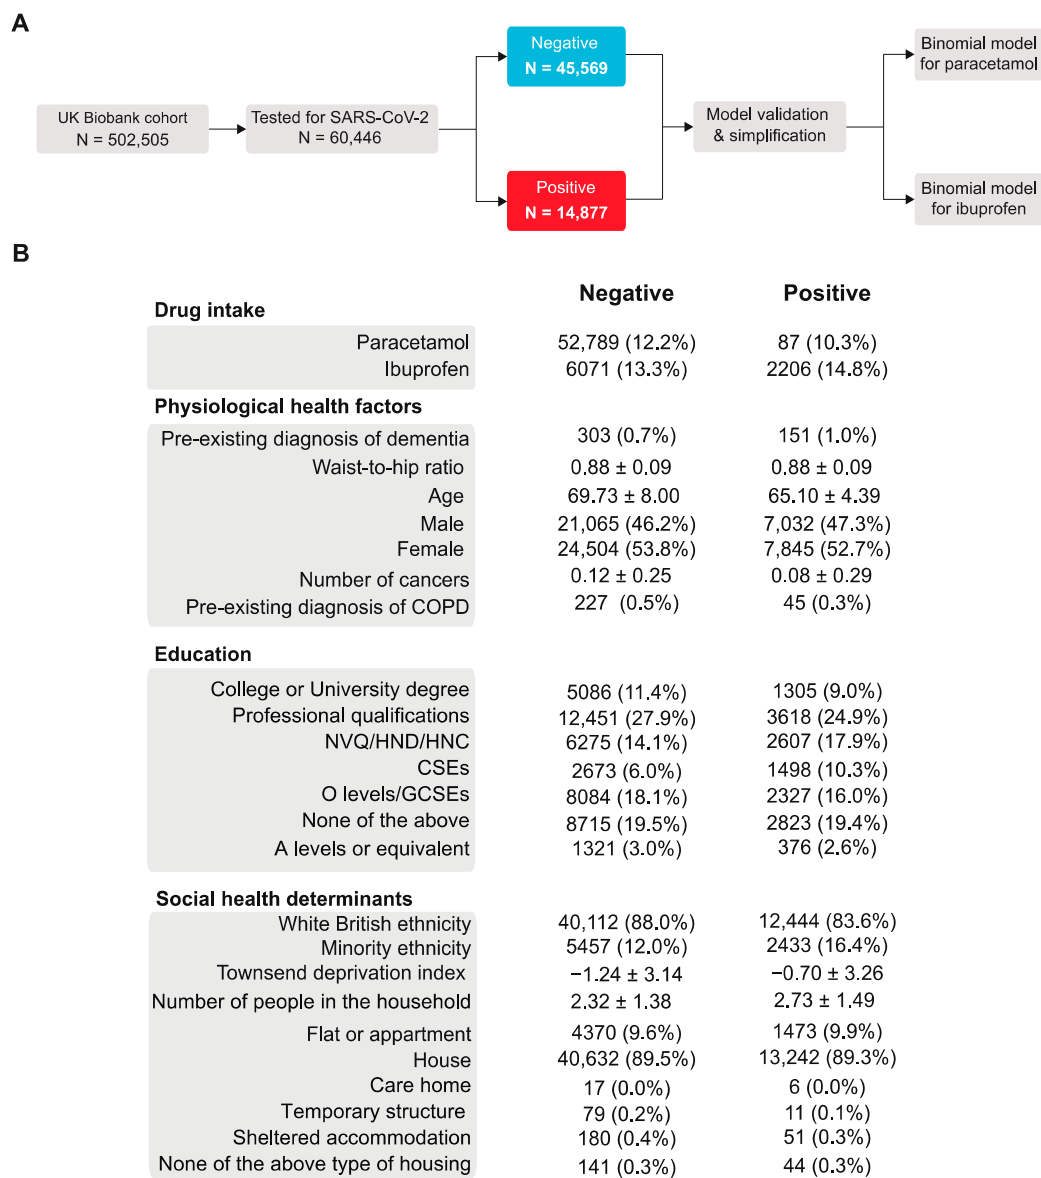 A
UK Biobank cohort
N = 502,505
Tested for SARS-CoV-2
N = 60,446
Negative
N = 45,569
Positive
N = 14,877
Model validation
& simplification
Binomial model
for paracetamol
Binomial model
for ibuprofen
B
Negative Positive
Drug intake
Paracetamol 52,789 (12.2%) 87 (10.3%)
Ibuprofen 6071 (13.3%) 2206 (14.8%)
Physiological health factors
Pre-existing diagnosis of dementia 303 (0.7%) 151 (1.0%)
Waist-to-hip ratio 0.88 ± 0.09 0.88 ± 0.09
Age 69.73 ± 8.00 65.10 ± 4.39
Male 21,065 (46.2%) 7,032 (47.3%)
Female 24,504 (53.8%) 7,845 (52.7%)
Number of cancers 0.12 ± 0.25 0.08 ± 0.29
Pre-existing diagnosis of COPD 227 (0.5%) 45 (0.3%)
Education
College or University degree 5086 (11.4%) 1305 (9.0%)
Professional qualifications 12,451 (27.9%) 3618 (24.9%)
NVQ/HND/HNC 6275 (14.1%) 2607 (17.9%)
CSEs 2673 (6.0%) 1498 (10.3%)
O levels/GCSEs 8084 (18.1%) 2327 (16.0%)
None of the above 8715 (19.5%) 2823 (19.4%)
A levels or equivalent 1321 (3.0%) 376 (2.6%)
Social health determinants
White British ethnicity 40,112 (88.0%) 12,444 (83.6%)
Minority ethnicity 5457 (12.0%) 2433 (16.4%)
Townsend deprivation index −1.24 ± 3.14 −0.70 ± 3.26
Number of people in the household 2.32 ± 1.38 2.73 ± 1.49
Flat or appartment 4370 (9.6%) 1473 (9.9%)
House 40,632 (89.5%) 13,242 (89.3%)
Care home 17 (0.0%) 6 (0.0%)
Temporary structure 79 (0.2%) 11 (0.1%)
Sheltered accommodation 180 (0.4%) 51 (0.3%)
None of the above type of housing 141 (0.3%) 44 (0.3%)